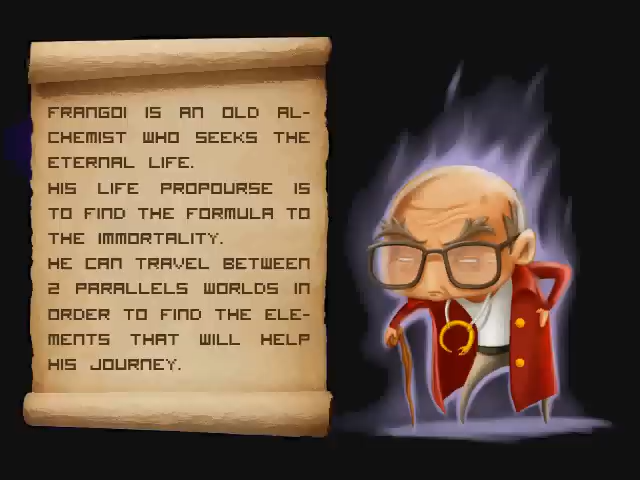 FRANGOI IS AN OLD AL-
CHEMIST WHO SEEKS THE
ETERNAL LIFE.
HIS LIFE PROPOURSE IS
TO FIND THE FORMULA TO
THE IMMORTALITY.
HE CAN TRAVEL BETWEEN
2 PARALLELS WORLDS IN
ORDER TO FIND THE ELE-
MENTS THAT WILL HELP
HIS JOURNEY.